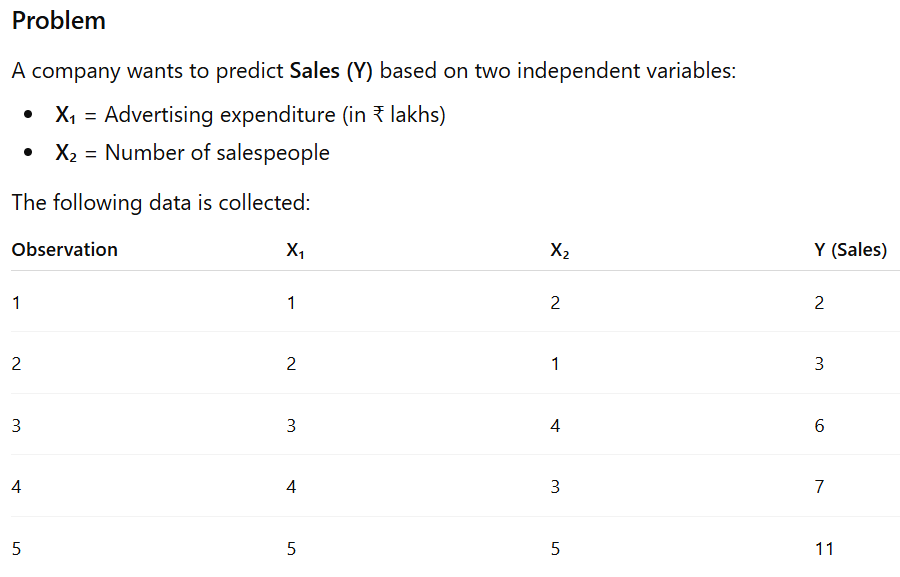 Problem
A company wants to predict Sales (Y) based on two independent variables:
• X₁ = Advertising expenditure (in ₹ lakhs)
• X₂ = Number of salespeople
The following data is collected:
Observation X₁ X₂ Y (Sales)
1 1 2 2
2 2 1 3
3 3 4 6
4 4 3 7
5 5 5 11